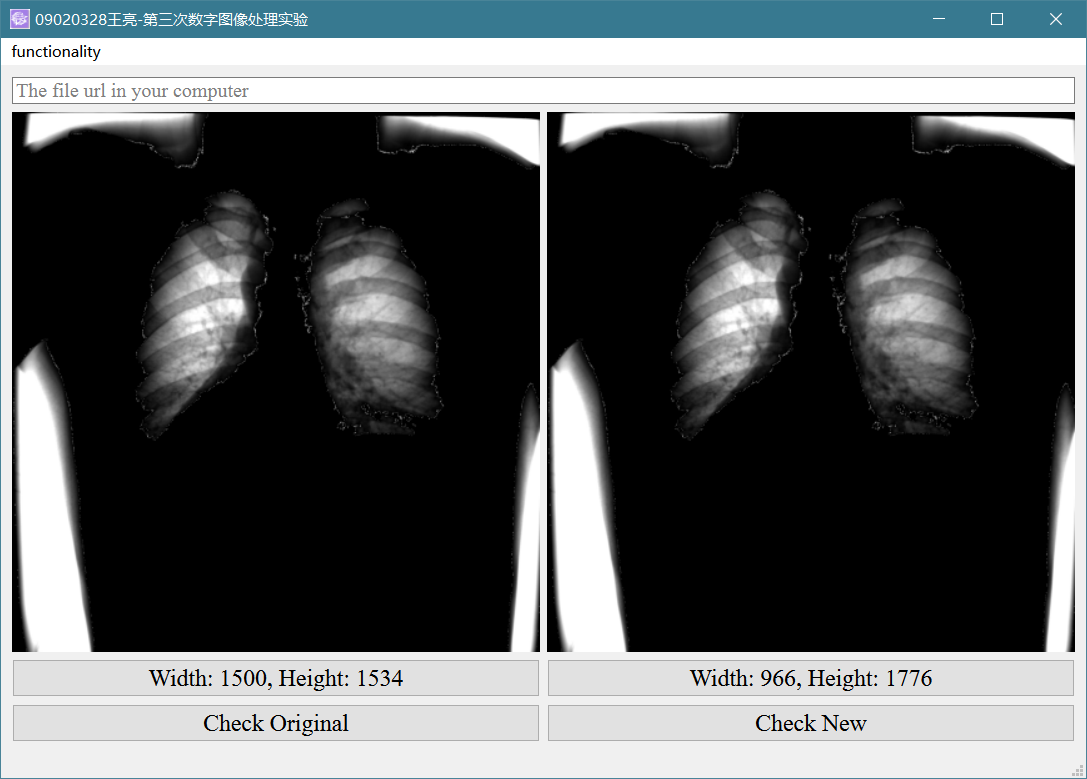 09020328王亮-第三次数字图像处理实验
functionality
The file url in your computer
Width: 1500, Height: 1534
Width: 966, Height: 1776
Check Original
Check New